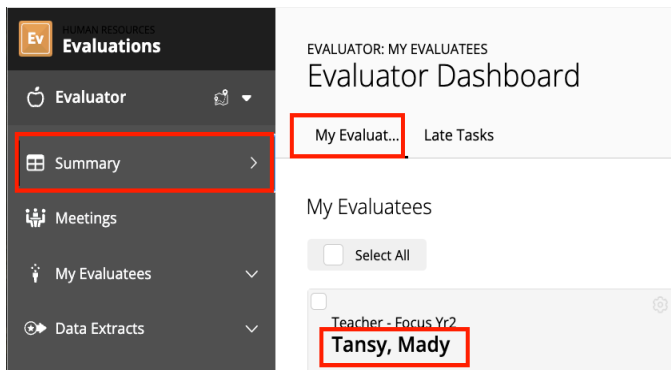 Ev
HUMAN RESOURCES
Evaluations
Evaluator
Summary
Meetings
My Evaluatees
Data Extracts
EVALUATOR: MY EVALUATEES
Evaluator Dashboard
My Evaluat... Late Tasks
My Evaluatees
Select All
Teacher - Focus Yr2
Tansy, Mady